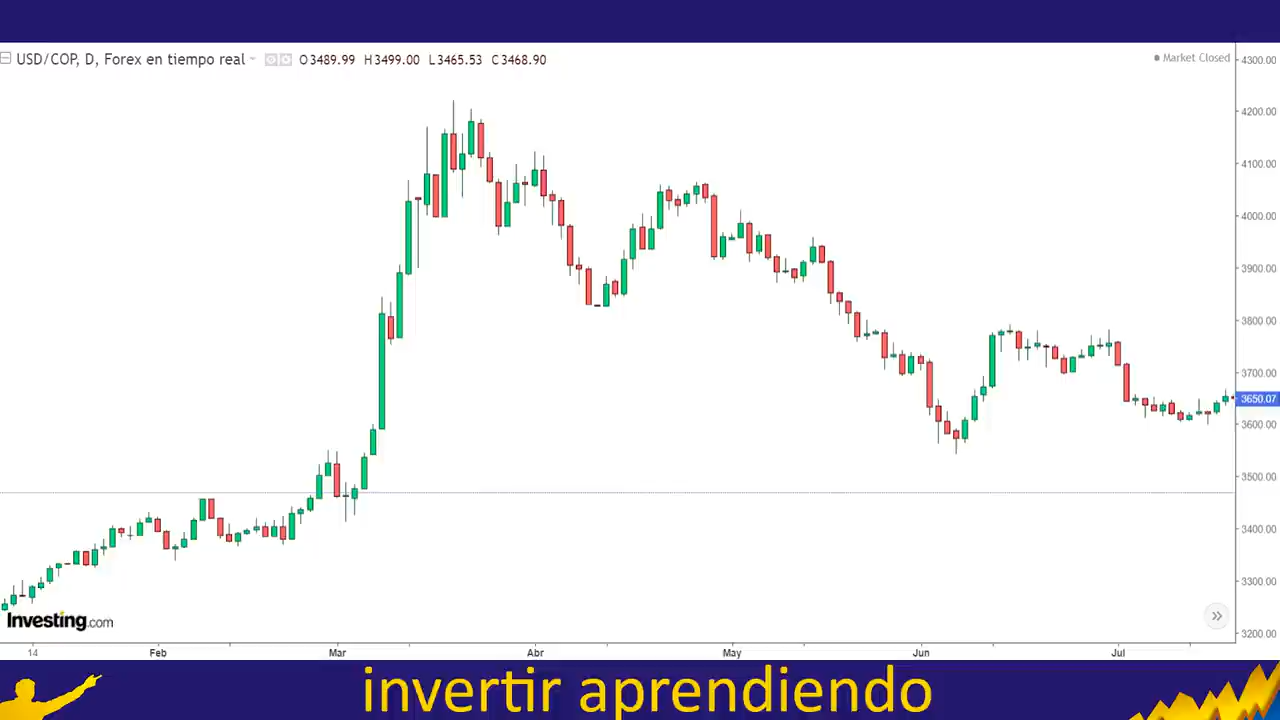 USD/COP, D, Forex en tiempo real O3489.99 H3499.00 L3465.53 C3468.90
Market Closed
4300.00
4200.00
4100.00
4000.00
3900.00
3800.00
3700.00
3650.07
3600.00
3500.00
3400.00
3300.00
3200.00
Investing.com
14 Feb Mar Abr May Jun Jul
invertir aprendiendo